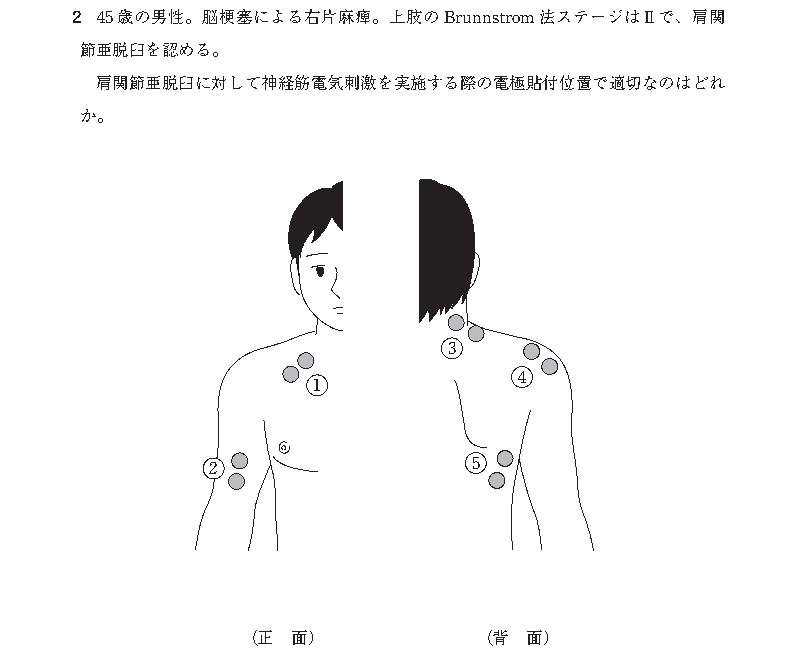 2 45歳の男性。脳梗塞による右片麻痺。上肢の Brunnstrom 法ステージはⅡで、肩関
節亜脱臼を認める。
肩関節亜脱臼に対して神経筋電気刺激を実施する際の電極貼付位置で適切なのはどれ
か。
①
②
③
④
⑤
(正 面)
(背 面)